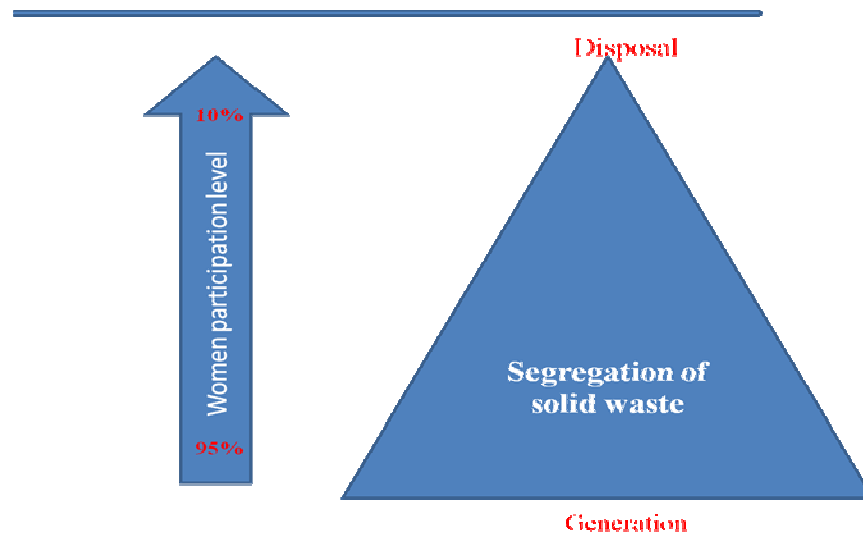 Disposal
10%
Women participation level
Segregation of
solid waste
95%
Generation